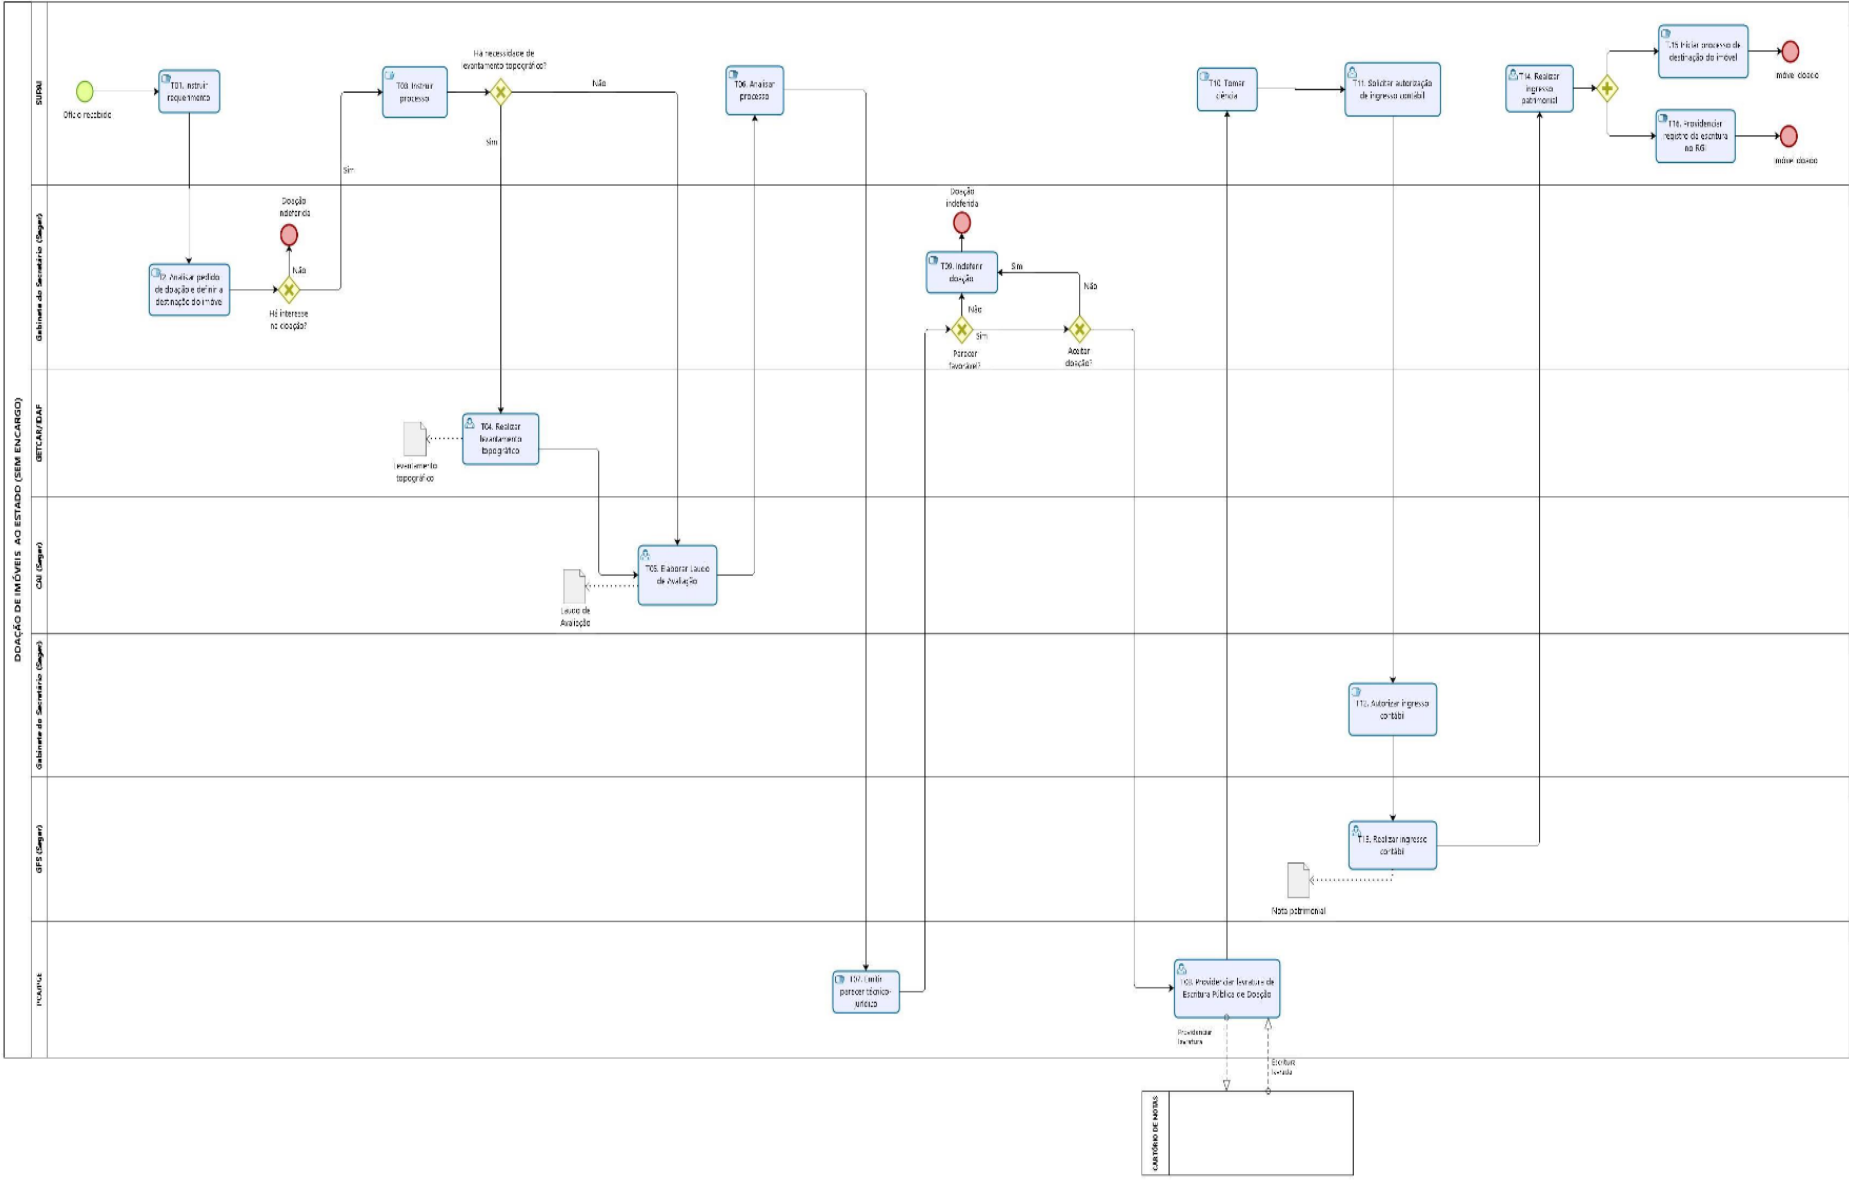 DOAÇÃO DE IMÓVEIS AO ESTADO (SEM ENCARGO)
SUPAI
Ofício recebido
T01. Instruir
requerimento
T03. Instruir
processo
Há necessidade de
levantamento topográfico?
Não
Sim
T06. Analisar
processo
T10. Tomar
ciência
T11. Solicitar autorização
de ingresso contábil
T14. Realizar
ingresso
patrimonial
T15 Iniciar processo de
destinação do imóvel
Imóvel doado
T16. Providenciar
registro da escritura
no RGI
Imóvel doado
Gabinete do Secretário (Seger)
Analisar pedido
de doação e definir a
destinação do imóvel
Doação
indeferida
Não
Há interesse
na doação?
Sim
Doação
indeferida
T09. Indeferir
doação
Não
Parecer
favorável?
Sim
Sim
Não
Aceitar
doação?
GETCAR/IDAF
T04. Realizar
levantamento
topográfico
Levantamento
topográfico
CAI (Seger)
T05. Elaborar Laudo
de Avaliação
Laudo de
Avaliação
Gabinete do Secretário (Seger)
T12. Autorizar ingresso
contábil
GFS (Seger)
T13. Realizar ingresso
contábil
Nota patrimonial
T07. Emitir
parecer técnico-
jurídico
T08. Providenciar lavratura de
Escritura Pública de Doação
Providenciar
lavratura
Escritura
lavrada
CARTÓRIO DE NOTAS